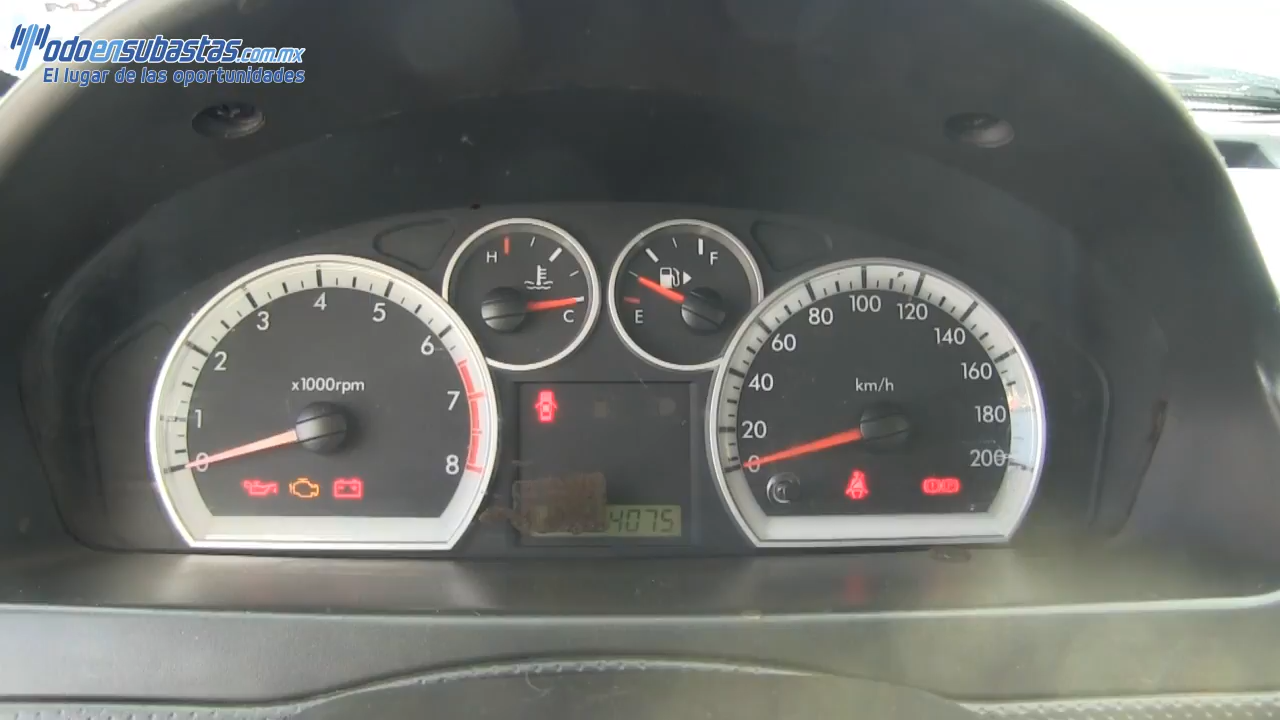 Todoensubastas.com.mx
El lugar de las oportunidades
H
C
E
F
0
1
2
3
4
5
6
7
8
x1000rpm
0
20
40
60
80
100
120
140
160
180
200
km/h
4075